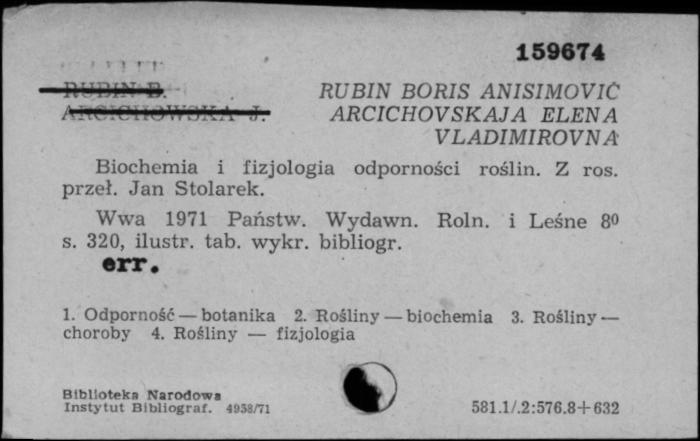 159674
RUBIN B. RUBIN BORIS ANISIMOVIČ
ARCICHOWSKA J. ARCICHOVSKAJA ELENA
VLADIMIROVNA
Biochemia i fizjologia odporności roślin. Z ros.
przeł. Jan Stolarek.
Wwa 1971 Państw. Wydawn. Roln. i Leśne 8⁰
s. 320, ilustr. tab. wykr. bibliogr.
err.
1. Odporność — botanika 2. Rośliny — biochemia 3. Rośliny —
choroby 4. Rośliny — fizjologia
Biblioteka Narodowa
Instytut Bibliograf. 4958/71 581.1/.2:576.8+632